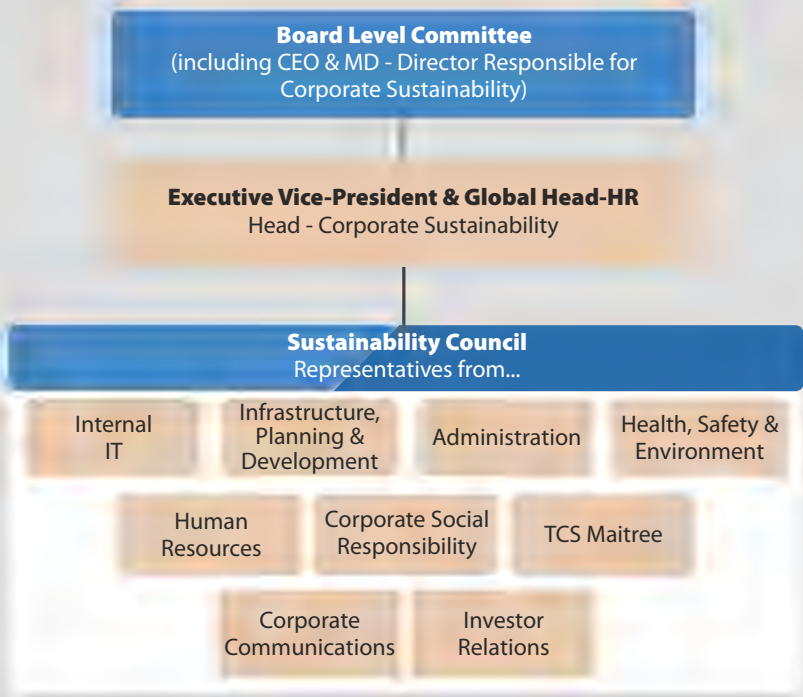 Board Level Committee
(including CEO & MD - Director Responsible for
Corporate Sustainability)
Executive Vice-President & Global Head-HR
Head - Corporate Sustainability
Sustainability Council
Representatives from...
Internal
IT
Infrastructure,
Planning &
Development
Administration
Health, Safety &
Environment
Human
Resources
Corporate Social
Responsibility
TCS Maitree
Corporate
Communications
Investor
Relations